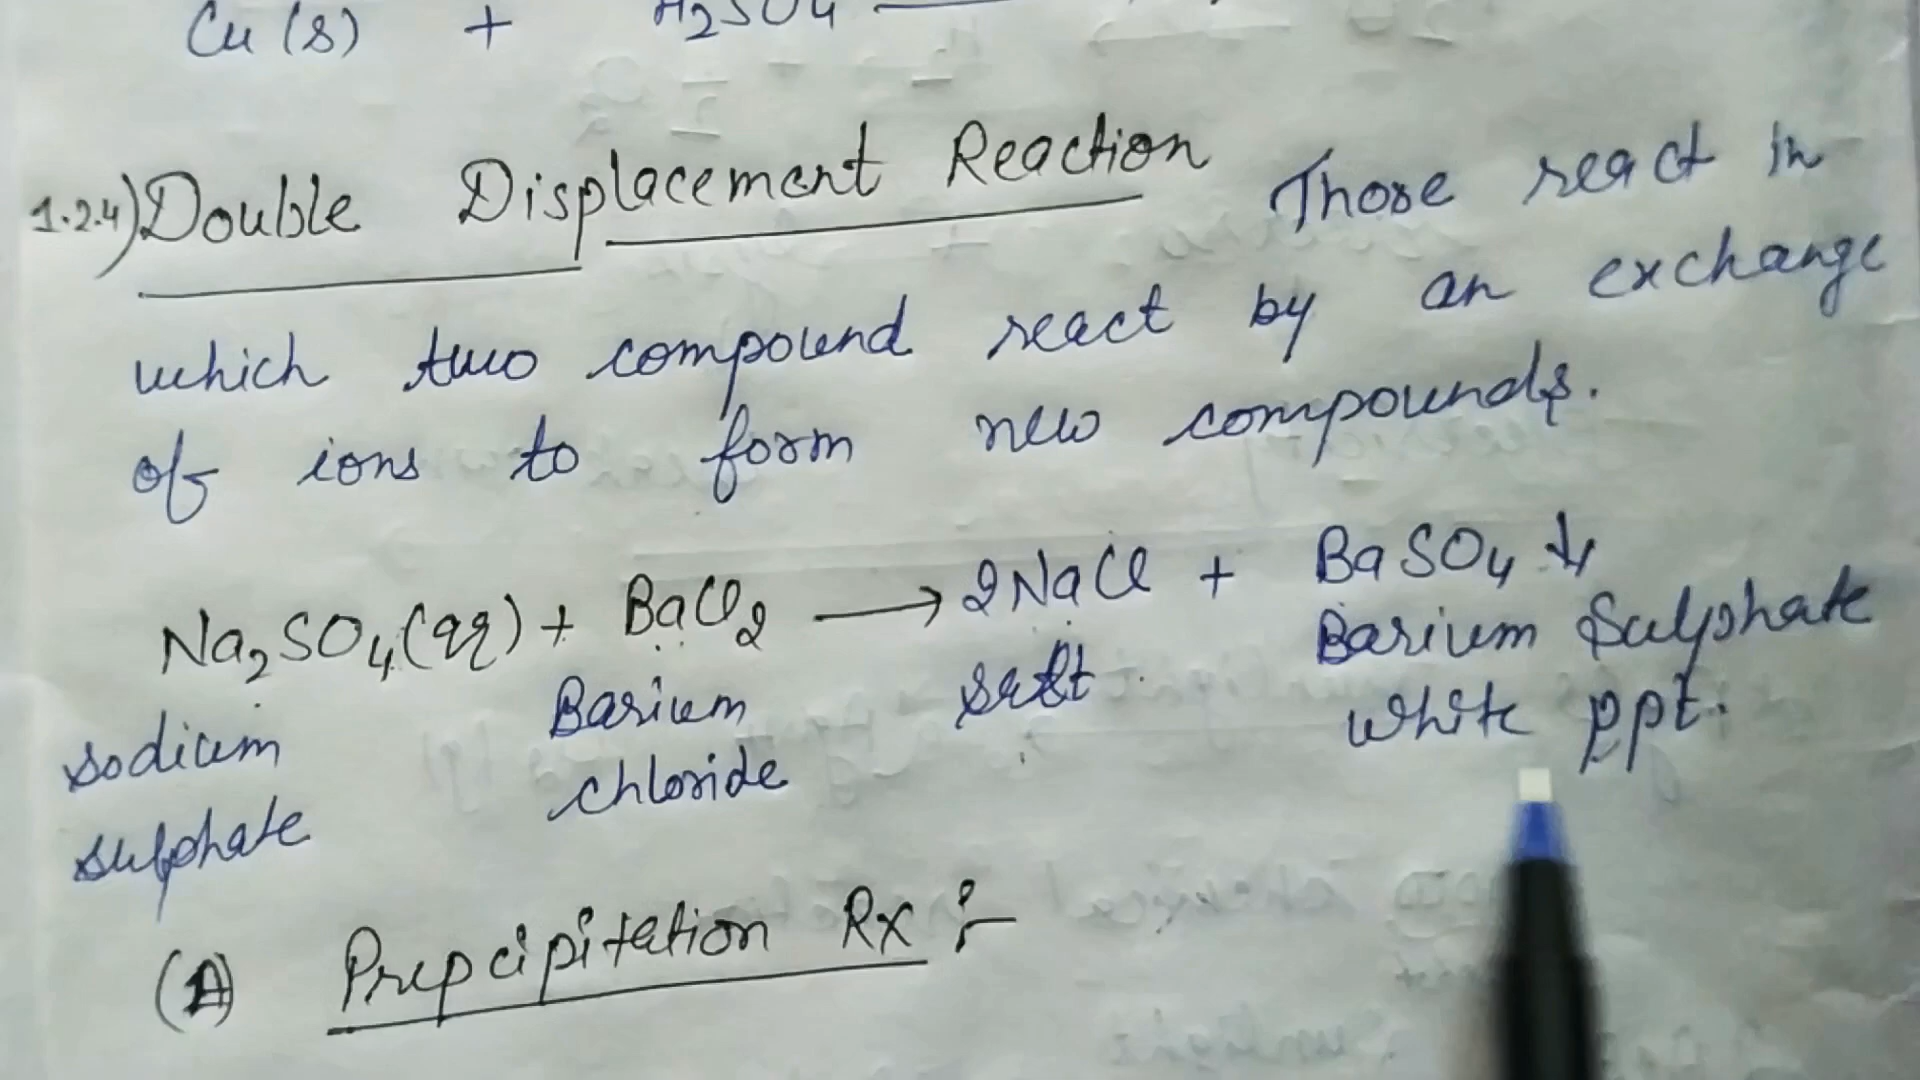 Cu (s) + H2SO4
1.2.4) Double Displacement Reaction Those react in
which two compound react by an exchange
of ions to form new compounds.
Na₂SO₄(aq) + BaCl₂ → 2NaCl + BaSO₄ ↓
sodium Barium salt Barium Sulphate
sulphate chloride white ppt.
(A) Prepcipitation Rx :-